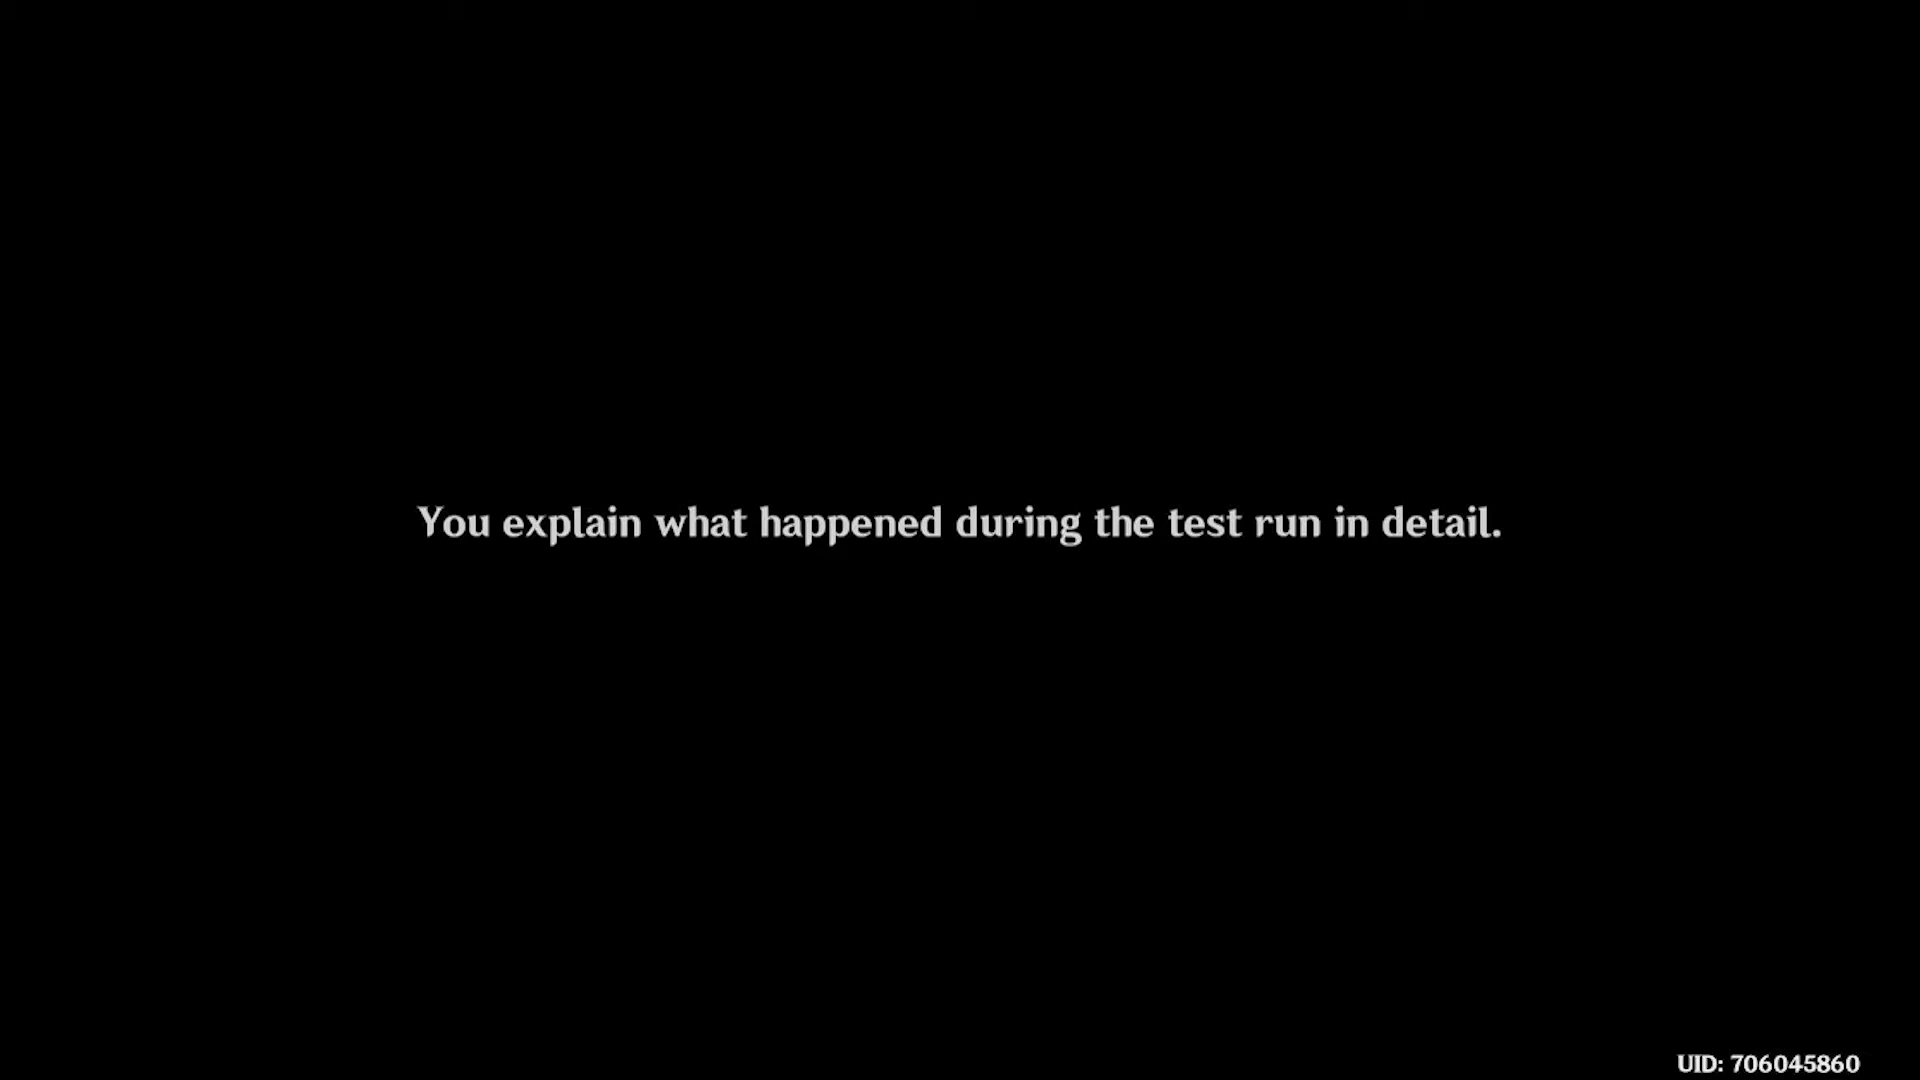 You explain what happened during the test run in detail.
UID: 706045860